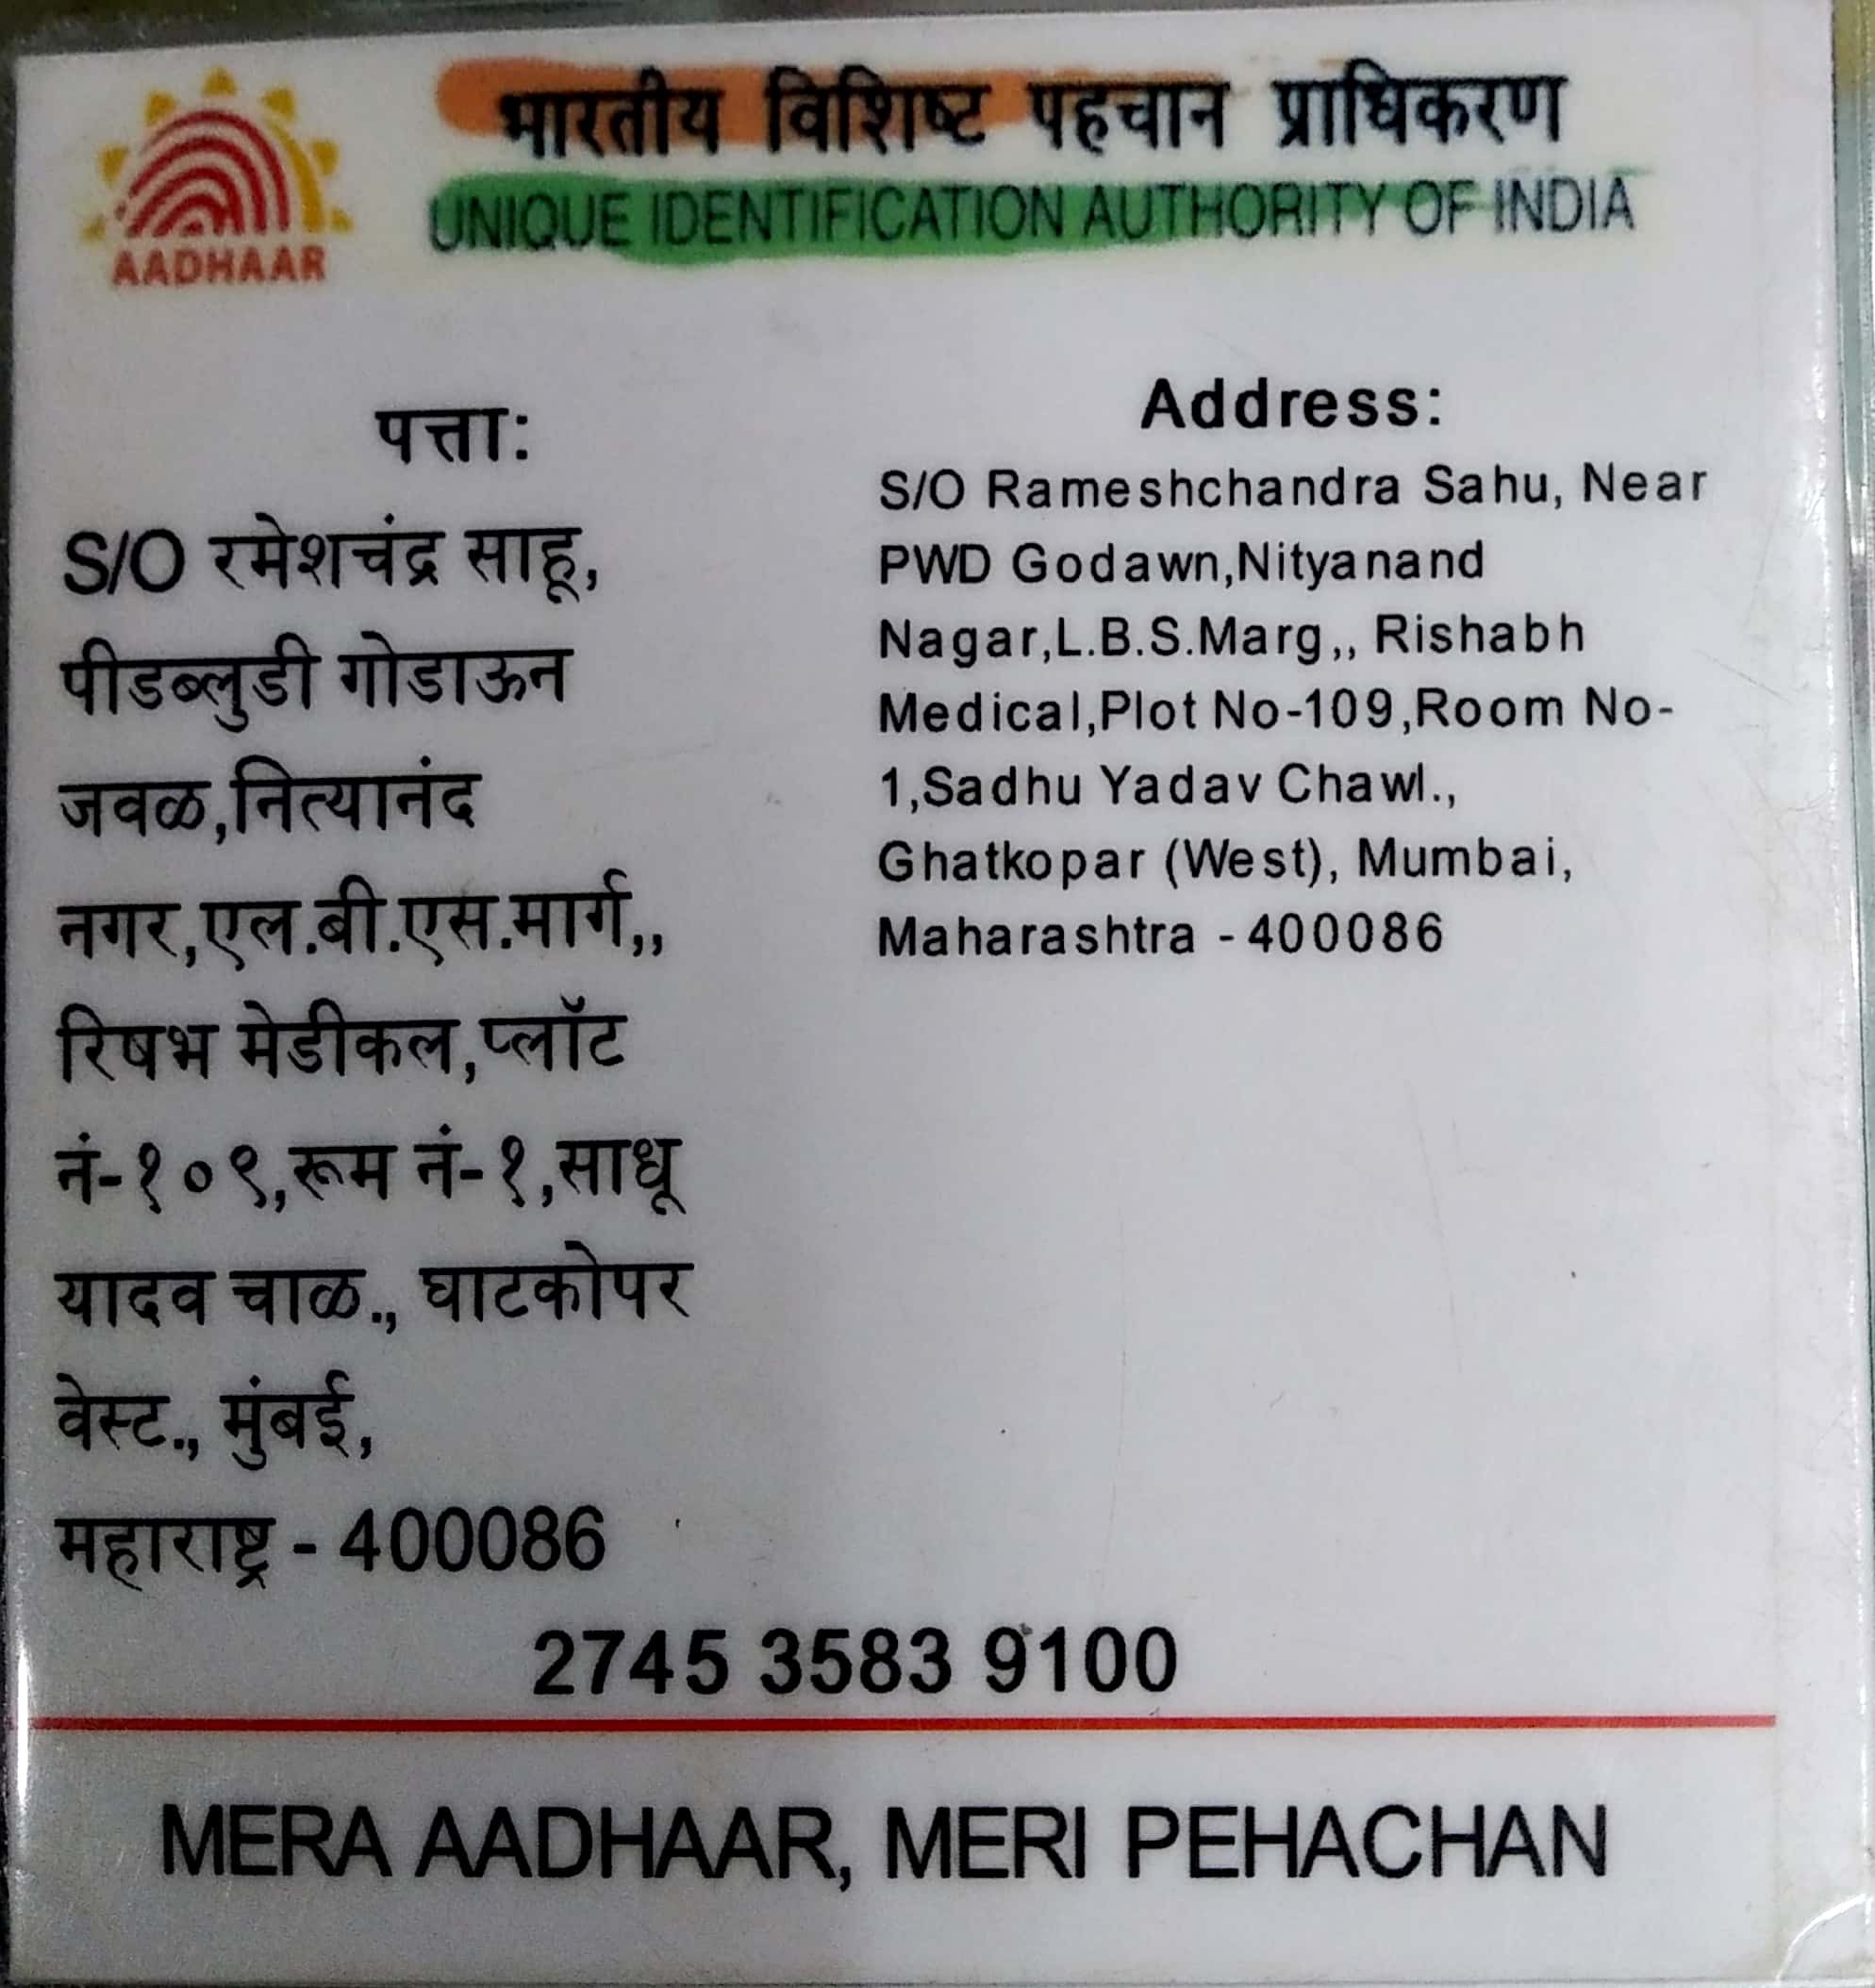 भारतीय विशिष्ट पहचान प्राधिकरण
UNIQUE IDENTIFICATION AUTHORITY OF INDIA
AADHAAR
पत्ता:
S/O रमेशचंद्र साहू,
पीडब्लुडी गोडाऊन
जवळ,नित्यानंद
नगर,एल.बी.एस.मार्ग,,
रिषभ मेडीकल,प्लॉट
नं-१०९,रूम नं-१,साधू
यादव चाळ., घाटकोपर
वेस्ट., मुंबई,
महाराष्ट्र - 400086
Address:
S/O Rameshchandra Sahu, Near
PWD Godawn,Nityanand
Nagar,L.B.S.Marg,, Rishabh
Medical,Plot No-109,Room No-
1,Sadhu Yadav Chawl.,
Ghatkopar (West), Mumbai,
Maharashtra - 400086
2745 3583 9100
MERA AADHAAR, MERI PEHACHAN